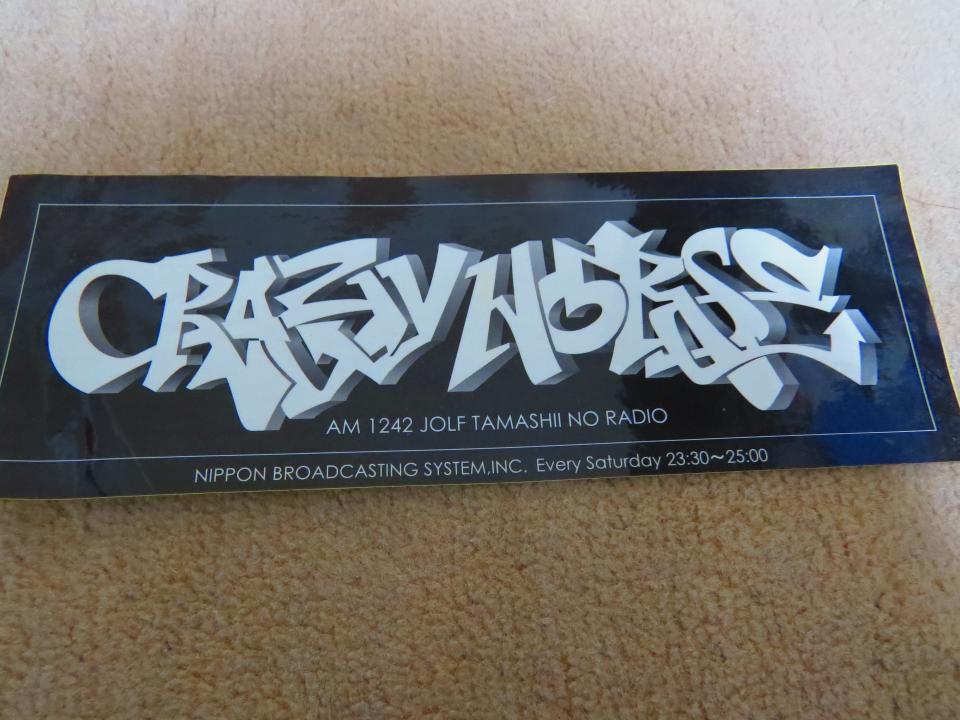 CRAZY HORSE
AM 1242 JOLF TAMASHII NO RADIO
NIPPON BROADCASTING SYSTEM,INC. Every Saturday 23:30～25:00